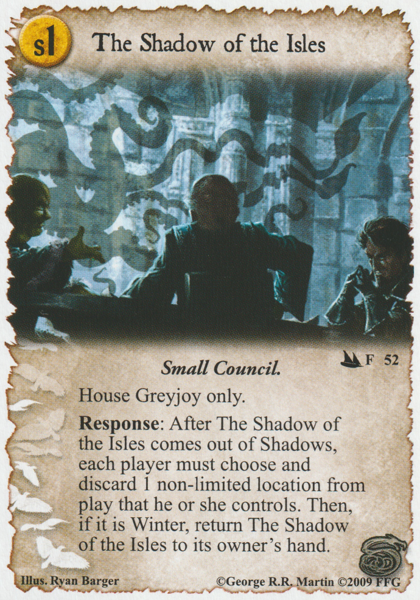 s1
The Shadow of the Isles
Small Council.
F 52
House Greyjoy only.
Response: After The Shadow of
the Isles comes out of Shadows,
each player must choose and
discard 1 non-limited location from
play that he or she controls. Then,
if it is Winter, return The Shadow
of the Isles to its owner's hand.
Illus. Ryan Barger
©George R.R. Martin ©2009 FFG